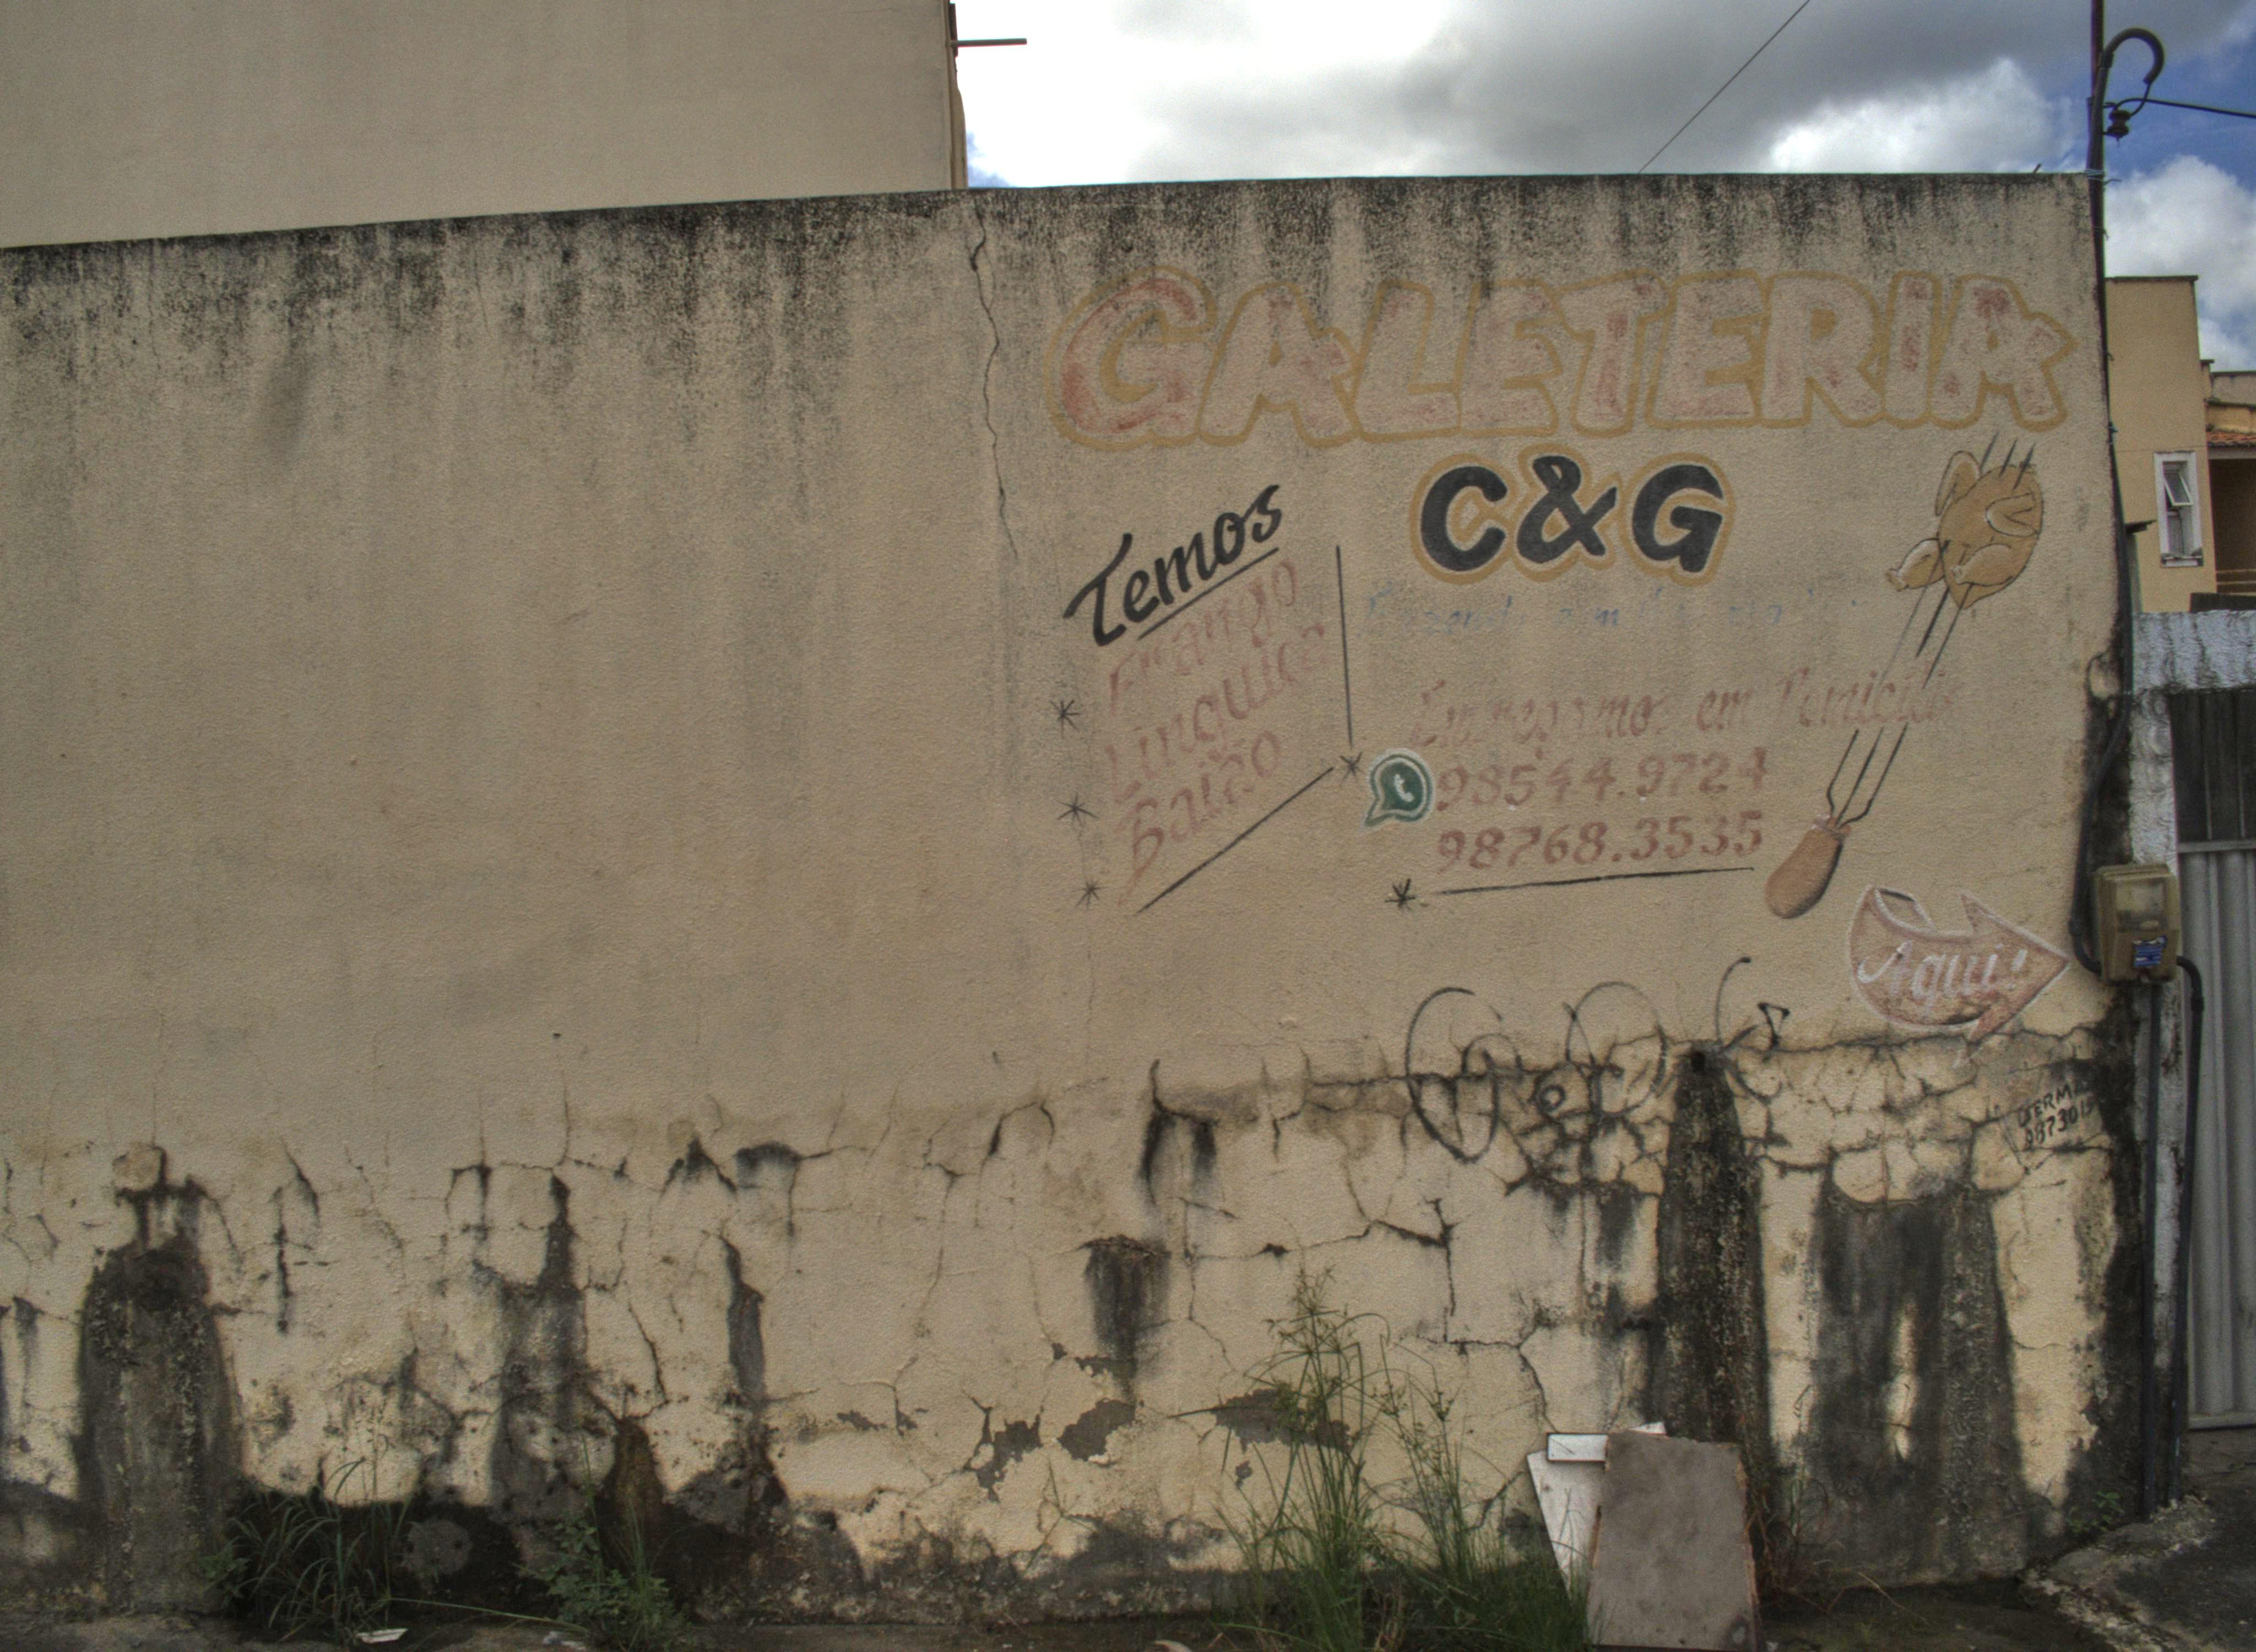 GALETERIA
C&G
Temos
Frango
Linguiça
Baião
Entregamos em Domicílio
98544.9724
98768.3535
Aqui!